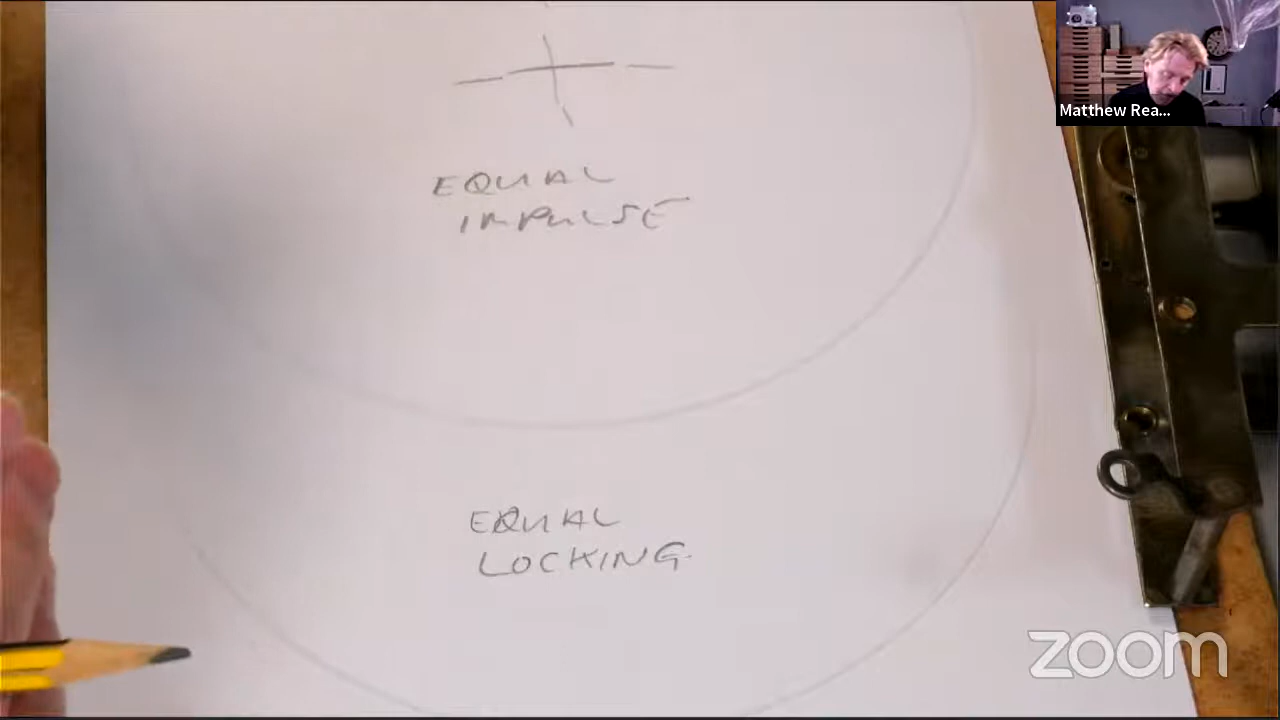 Matthew Rea...
EQUAL
IMPULSE
EQUAL
LOCKING
zoom